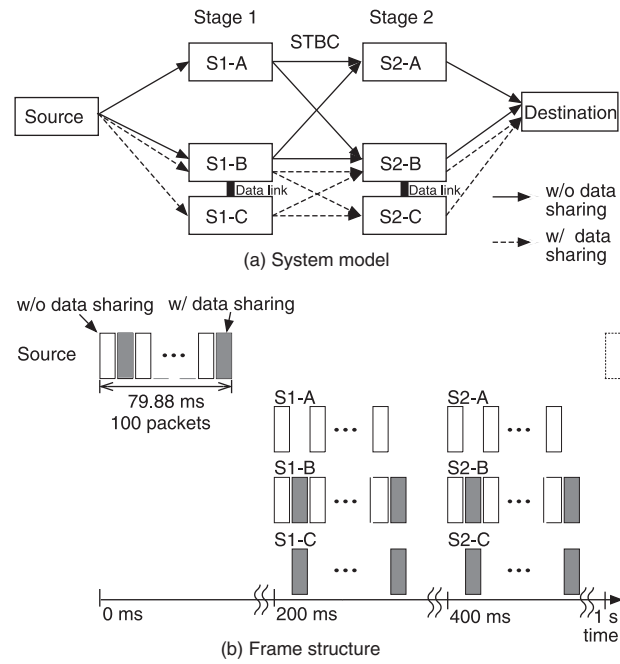 Stage 1
Stage 2
STBC
S1-A
S2-A
Source
Destination
S1-B
S2-B
Data link
Data link
S1-C
S2-C
w/o data
sharing
w/ data
sharing
(a) System model
w/o data sharing
w/ data sharing
Source
79.88 ms
100 packets
S1-A
S2-A
S1-B
S2-B
S1-C
S2-C
0 ms
200 ms
400 ms
1 s
time
(b) Frame structure